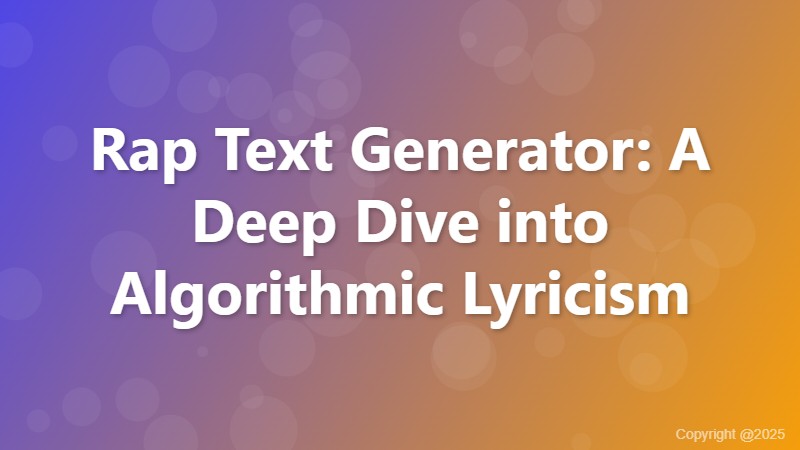 Rap Text Generator: A
Deep Dive into
Algorithmic Lyricism
Copyright @2025